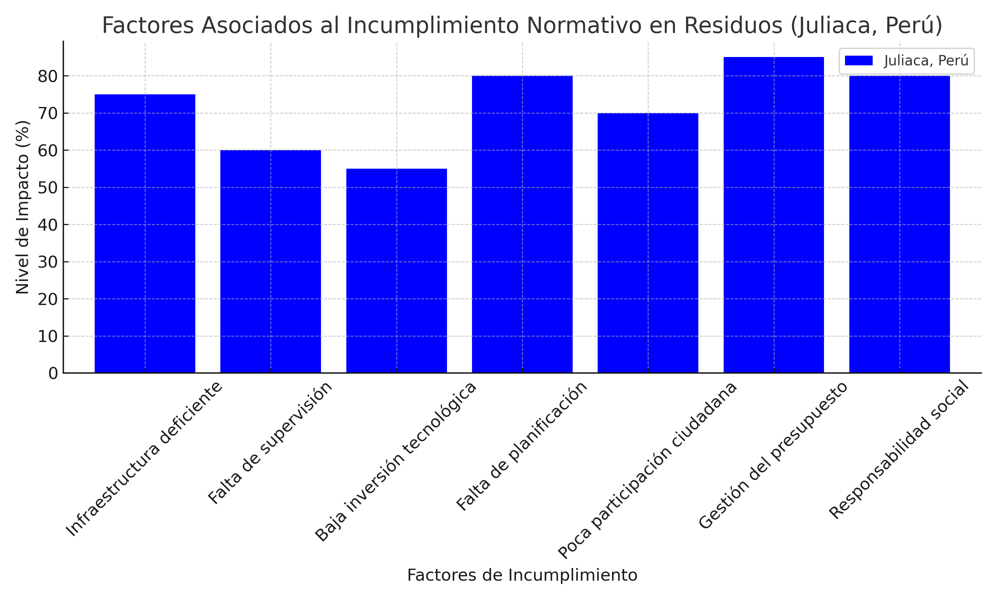 Factores Asociados al Incumplimiento Normativo en Residuos (Juliaca, Perú)
Juliaca, Perú
Nivel de Impacto (%)
80
70
60
50
40
30
20
10
0
Infraestructura deficiente
Falta de supervisión
Baja inversión tecnológica
Falta de planificación
Poca participación ciudadana
Gestión del presupuesto
Responsabilidad social
Factores de Incumplimiento